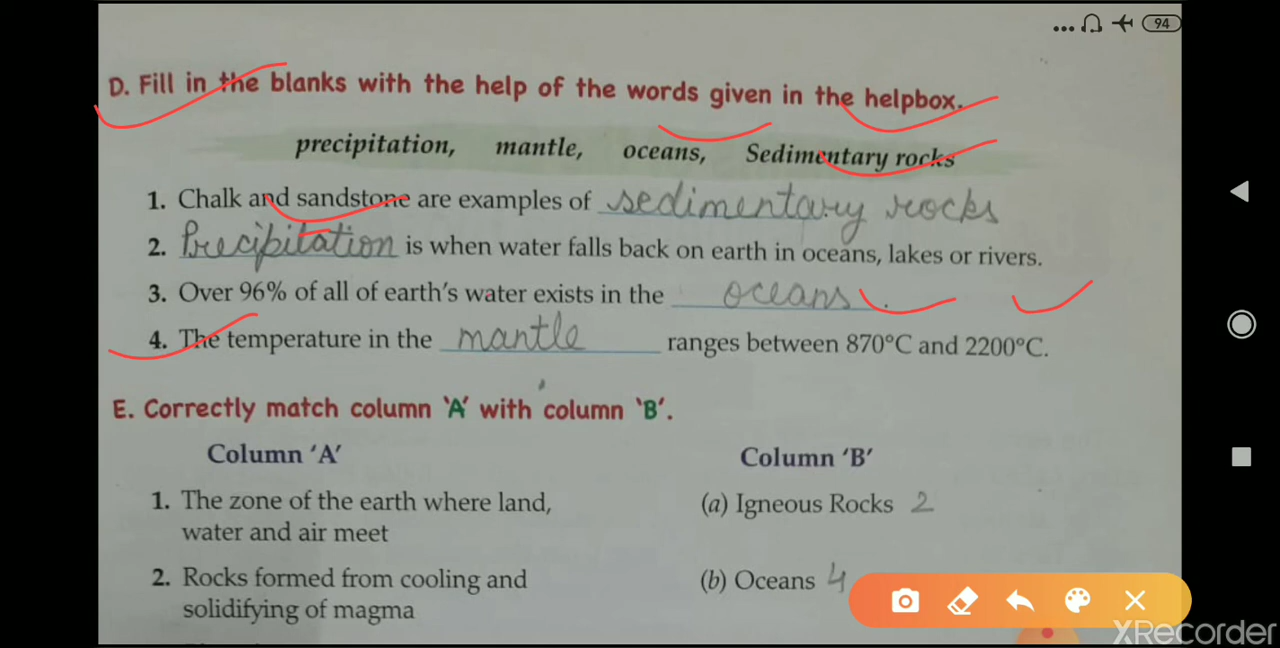 94
D. Fill in the blanks with the help of the words given in the helpbox.
precipitation, mantle, oceans, Sedimentary rocks
1. Chalk and sandstone are examples of sedimentary rocks
2. Precipitation is when water falls back on earth in oceans, lakes or rivers.
3. Over 96% of all of earth's water exists in the oceans.
4. The temperature in the mantle ranges between 870°C and 2200°C.
E. Correctly match column 'A' with column 'B'.
Column 'A' Column 'B'
1. The zone of the earth where land, (a) Igneous Rocks 2
water and air meet
2. Rocks formed from cooling and (b) Oceans 4
solidifying of magma
XRecorder